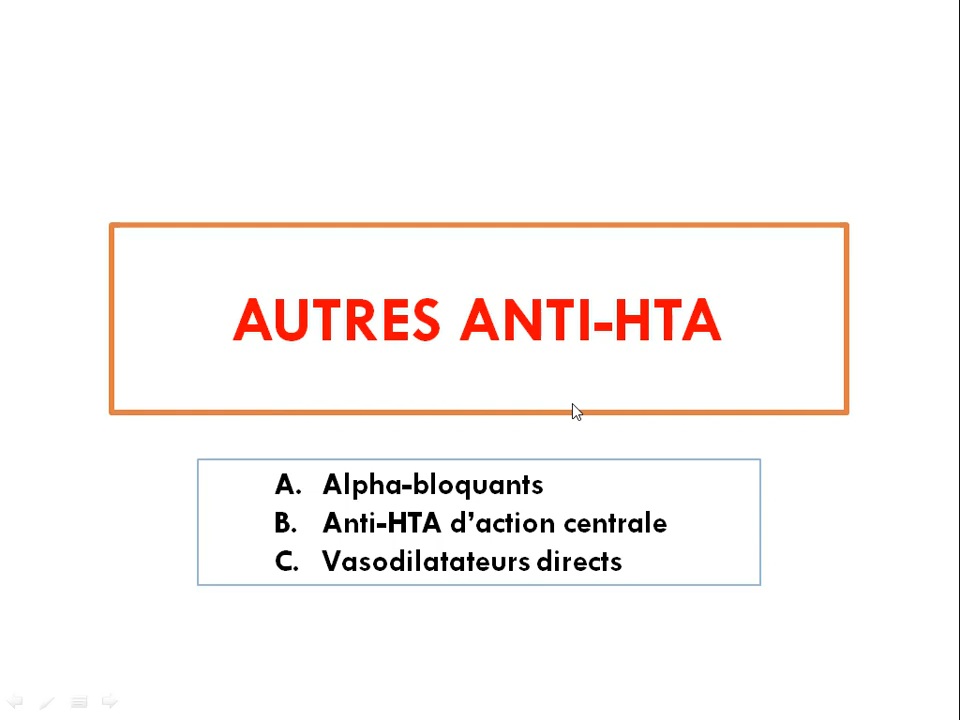 AUTRES ANTI-HTA
A. Alpha-bloquants
B. Anti-HTA d’action centrale
C. Vasodilatateurs directs